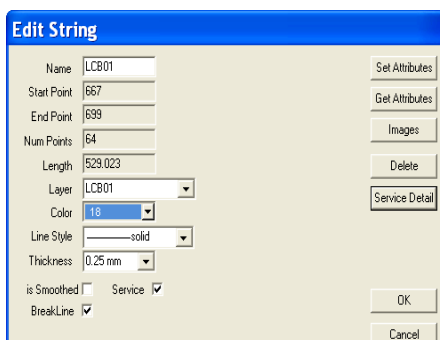 Edit String
Name LCB01
Start Point 667
End Point 699
Num Points 64
Length 529.023
Layer LCB01
Color 18
Line Style solid
Thickness 0.25 mm
is Smoothed Service
BreakLine
Set Attributes
Get Attributes
Images
Delete
Service Detail
OK
Cancel